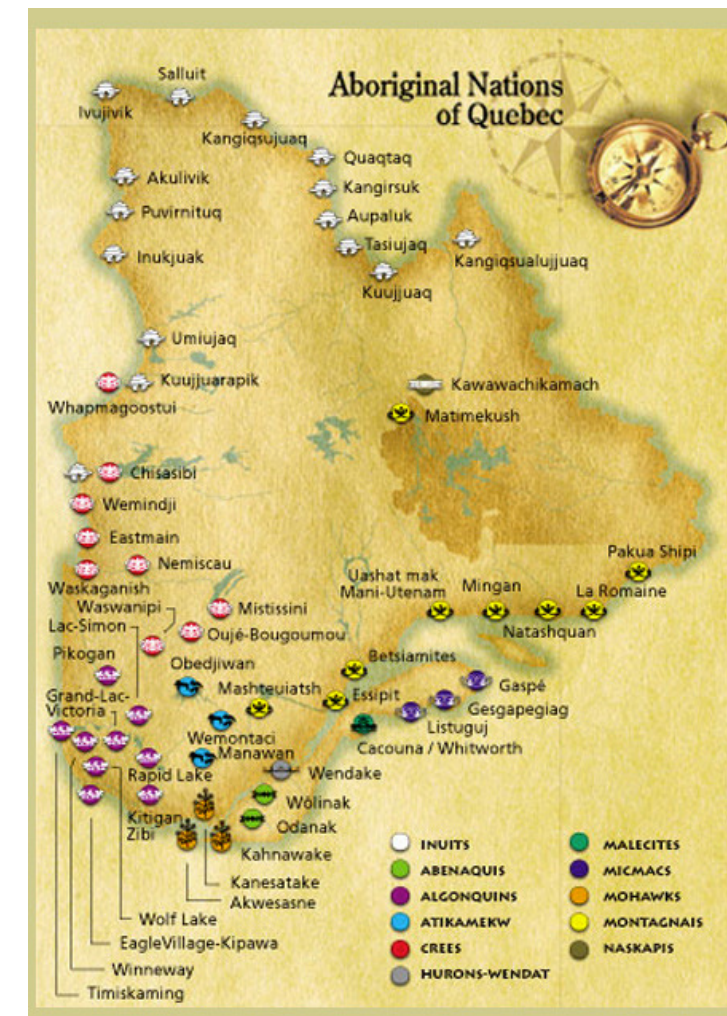 Aboriginal Nations
of Quebec
Salluit
Ivujivik
Kangiqsujuaq
Quaqtaq
Akulivik
Kangirsuk
Puvirnituq
Aupaluk
Tasiujaq
Inukjuak
Kangiqsualujjuaq
Kuujjuaq
Umiujaq
Kuujjuarapik
Kawawachikamach
Whapmagoostui
Matimekush
Chisasibi
Wemindji
Eastmain
Nemiscau
Pakua Shipi
Waskaganish
Uashat mak
Mani-Utenam
Mingan
La Romaine
Waswanipi
Mistissini
Natashquan
Lac-Simon
Oujé-Bougoumou
Pikogan
Obedjiwan
Betsiamites
Grand-Lac-
Victoria
Mashteuiatsh
Essipit
Gaspé
Gesgapegiag
Listuguj
Wemontaci
Cacouna / Whitworth
Manawan
Rapid Lake
Wendake
Wôlinak
Kitigan
Zibi
Odanak
Kahnawake
Kanesatake
Akwesasne
Wolf Lake
EagleVillage-Kipawa
Winneway
Timiskaming
INUITS
ABENAQUIS
ALGONQUINS
ATIKAMEKW
CREES
HURONS-WENDAT
MALECITES
MICMACS
MOHAWKS
MONTAGNAIS
NASKAPIS